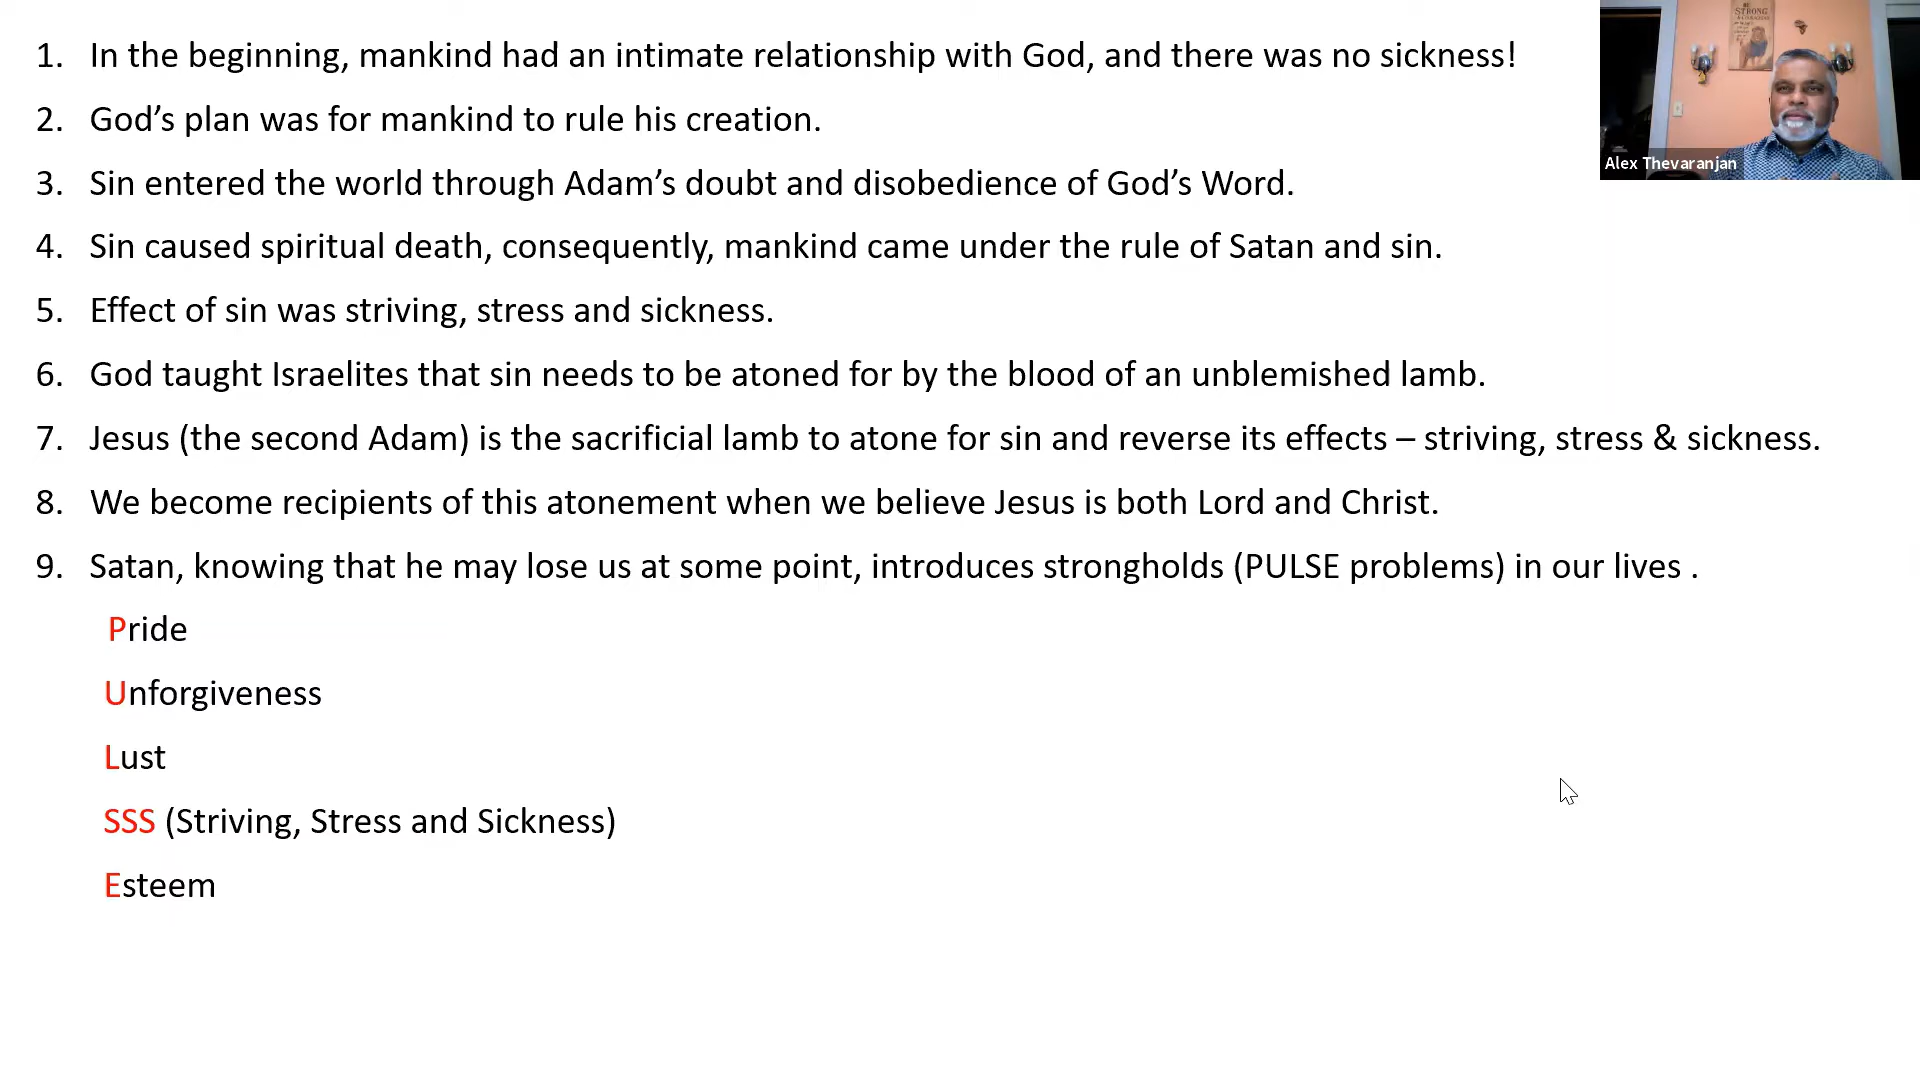 1. In the beginning, mankind had an intimate relationship with God, and there was no sickness!
2. God’s plan was for mankind to rule his creation.
3. Sin entered the world through Adam’s doubt and disobedience of God’s Word.
4. Sin caused spiritual death, consequently, mankind came under the rule of Satan and sin.
5. Effect of sin was striving, stress and sickness.
6. God taught Israelites that sin needs to be atoned for by the blood of an unblemished lamb.
7. Jesus (the second Adam) is the sacrificial lamb to atone for sin and reverse its effects – striving, stress & sickness.
8. We become recipients of this atonement when we believe Jesus is both Lord and Christ.
9. Satan, knowing that he may lose us at some point, introduces strongholds (PULSE problems) in our lives .
Pride
Unforgiveness
Lust
SSS (Striving, Stress and Sickness)
Esteem
STRONG
Alex Thevaranjan